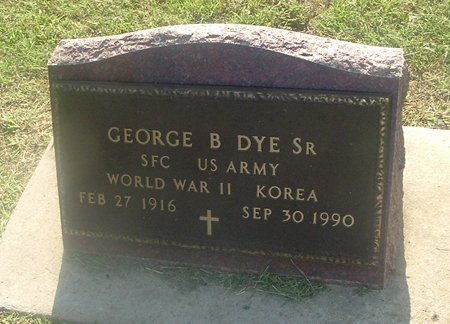 GEORGE B DYE SR
SFC US ARMY
WORLD WAR II KOREA
FEB 27 1916 SEP 30 1990